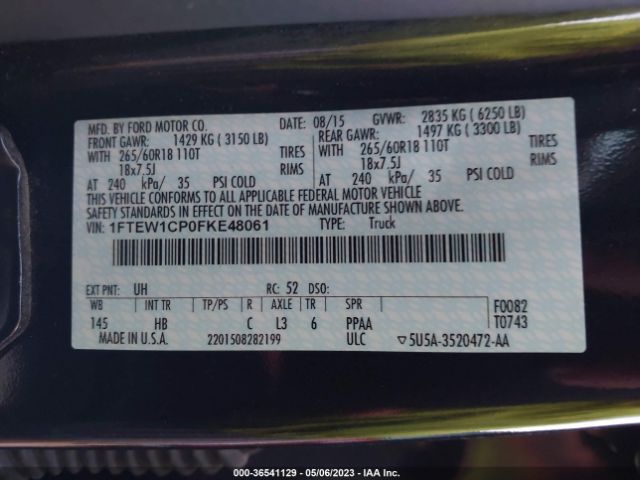 MFD. BY FORD MOTOR CO. DATE: 08/15 GVWR: 2835 KG ( 6250 LB)
FRONT GAWR: 1429 KG ( 3150 LB) REAR GAWR: 1497 KG ( 3300 LB)
WITH 265/60R18 110T TIRES WITH 265/60R18 110T TIRES
18x7.5J RIMS 18x7.5J RIMS
AT 240 kPa/ 35 PSI COLD AT 240 kPa/ 35 PSI COLD
THIS VEHICLE CONFORMS TO ALL APPLICABLE FEDERAL MOTOR VEHICLE
SAFETY STANDARDS IN EFFECT ON THE DATE OF MANUFACTURE SHOWN ABOVE.
VIN: 1FTEW1CP0FKE48061 TYPE: Truck
EXT PNT: UH RC: 52 DSO:
WB INT TR TP/PS R AXLE TR SPR F0082
145 HB C L3 6 PPAA T0743
MADE IN U.S.A. 2201508282199 ULC ▽5U5A-3520472-AA
000-36541129 - 05/06/2023 - IAA Inc.